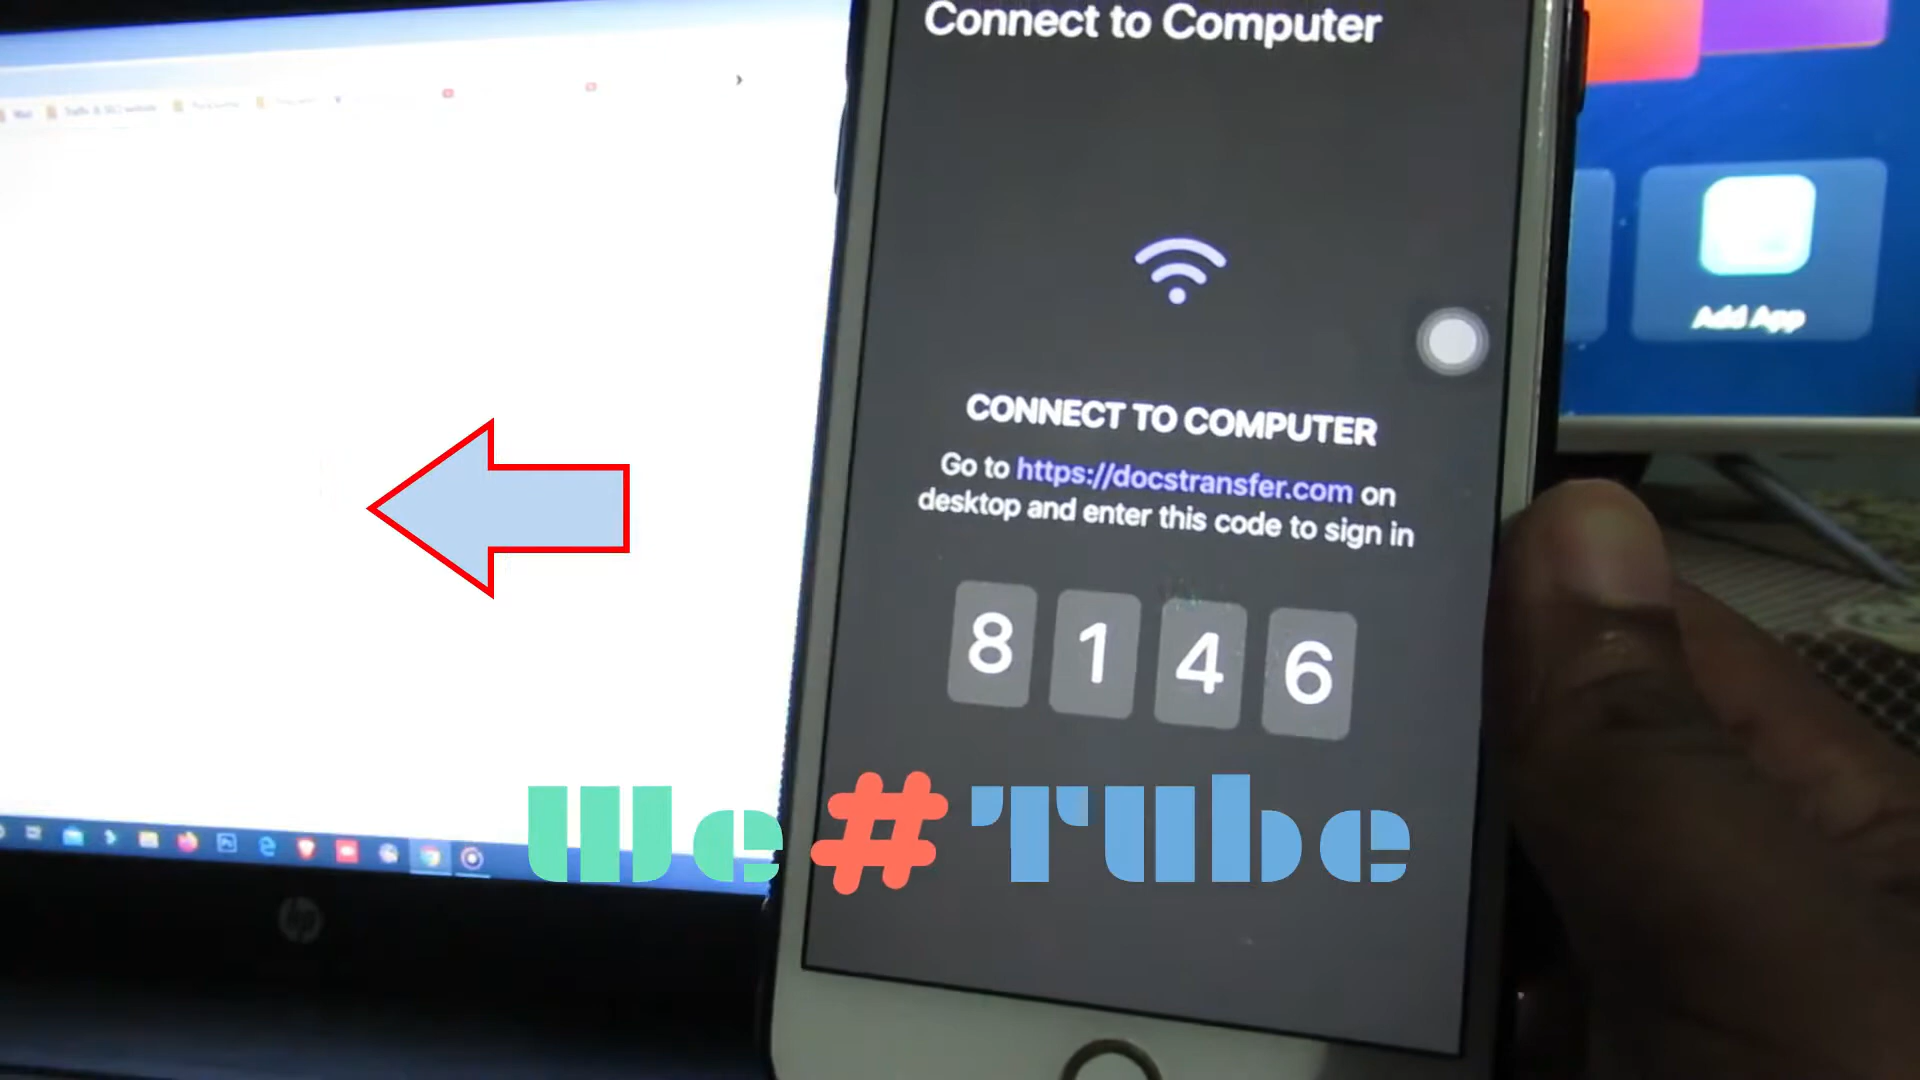 Connect to Computer
Add App
CONNECT TO COMPUTER
Go to https://docstransfer.com on
desktop and enter this code to sign in
8 1 4 6
We#Tube
hp